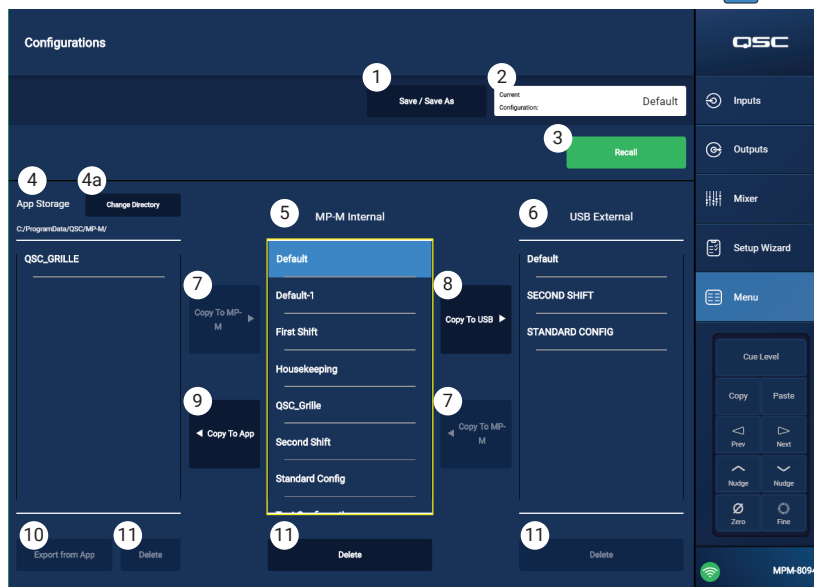 Configurations
QSC
1
2
Save / Save As
Current
Configuration:
Default
Inputs
3
Recall
Outputs
4
4a
App Storage
Change Directory
5
MP-M Internal
6
USB External
Mixer
C:/ProgramData/QSC/MP-M/
QSC_GRILLE
Default
Default
Setup Wizard
7
Copy To MP-
M
Default-1
8
Copy To USB
SECOND SHIFT
Menu
First Shift
STANDARD CONFIG
Housekeeping
Cue Level
9
Copy To App
QSC_Grille
7
Copy To MP-
M
Copy
Paste
Second Shift
Prev
Next
Standard Config
Nudge
Nudge
10
Export from App
11
Delete
11
Delete
11
Delete
Zero
Fine
MPM-8094